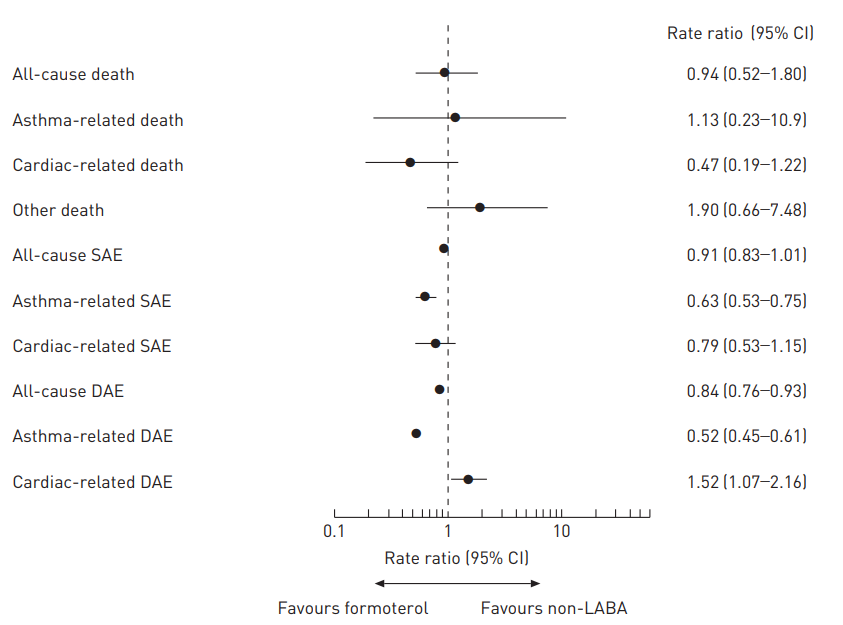 Rate ratio (95% CI)
All-cause death 0.94 (0.52–1.80)
Asthma-related death 1.13 (0.23–10.9)
Cardiac-related death 0.47 (0.19–1.22)
Other death 1.90 (0.66–7.48)
All-cause SAE 0.91 (0.83–1.01)
Asthma-related SAE 0.63 (0.53–0.75)
Cardiac-related SAE 0.79 (0.53–1.15)
All-cause DAE 0.84 (0.76–0.93)
Asthma-related DAE 0.52 (0.45–0.61)
Cardiac-related DAE 1.52 (1.07–2.16)
0.1 1 10
Rate ratio (95% CI)
Favours formoterol Favours non-LABA